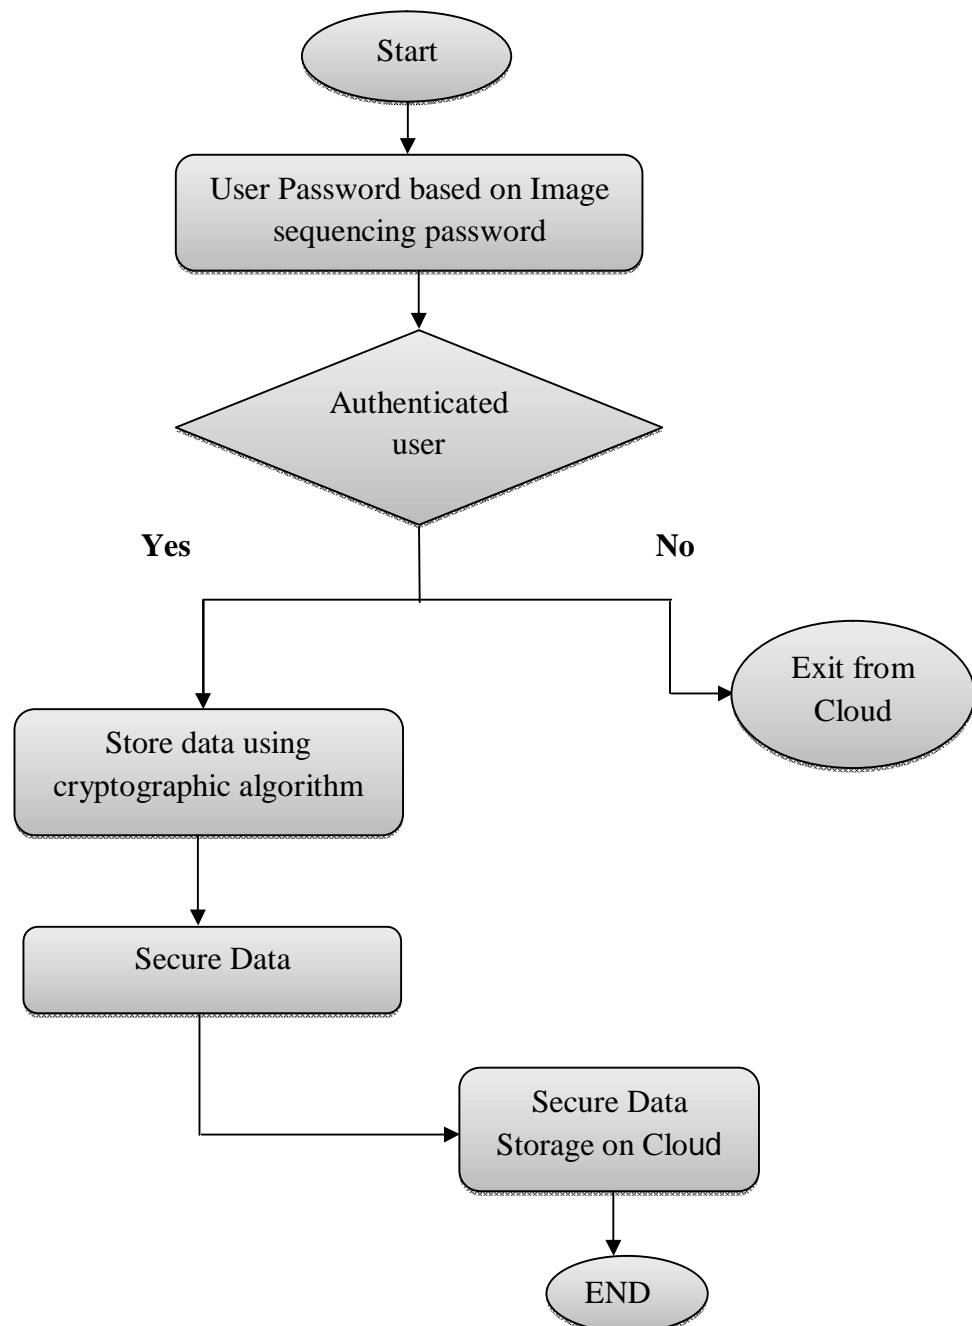 Start
User Password based on Image
sequencing password
Authenticated
user
Yes
No
Exit from
Cloud
Store data using
cryptographic algorithm
Secure Data
Secure Data
Storage on Cloud
END